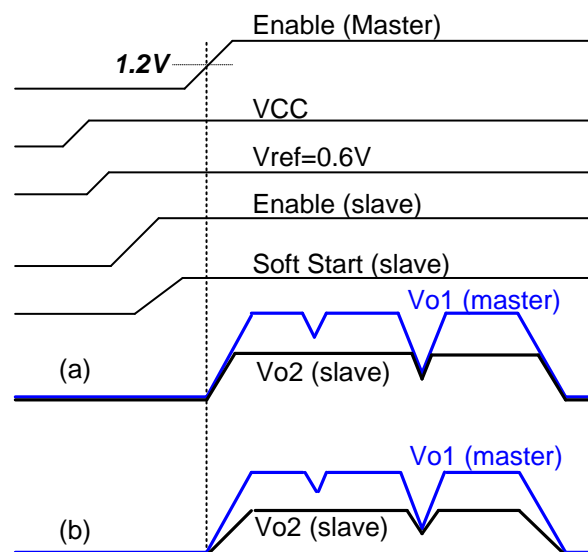 Enable (Master)
1.2V
VCC
Vref=0.6V
Enable (slave)
Soft Start (slave)
Vo1 (master)
(a)
Vo2 (slave)
Vo1 (master)
(b)
Vo2 (slave)